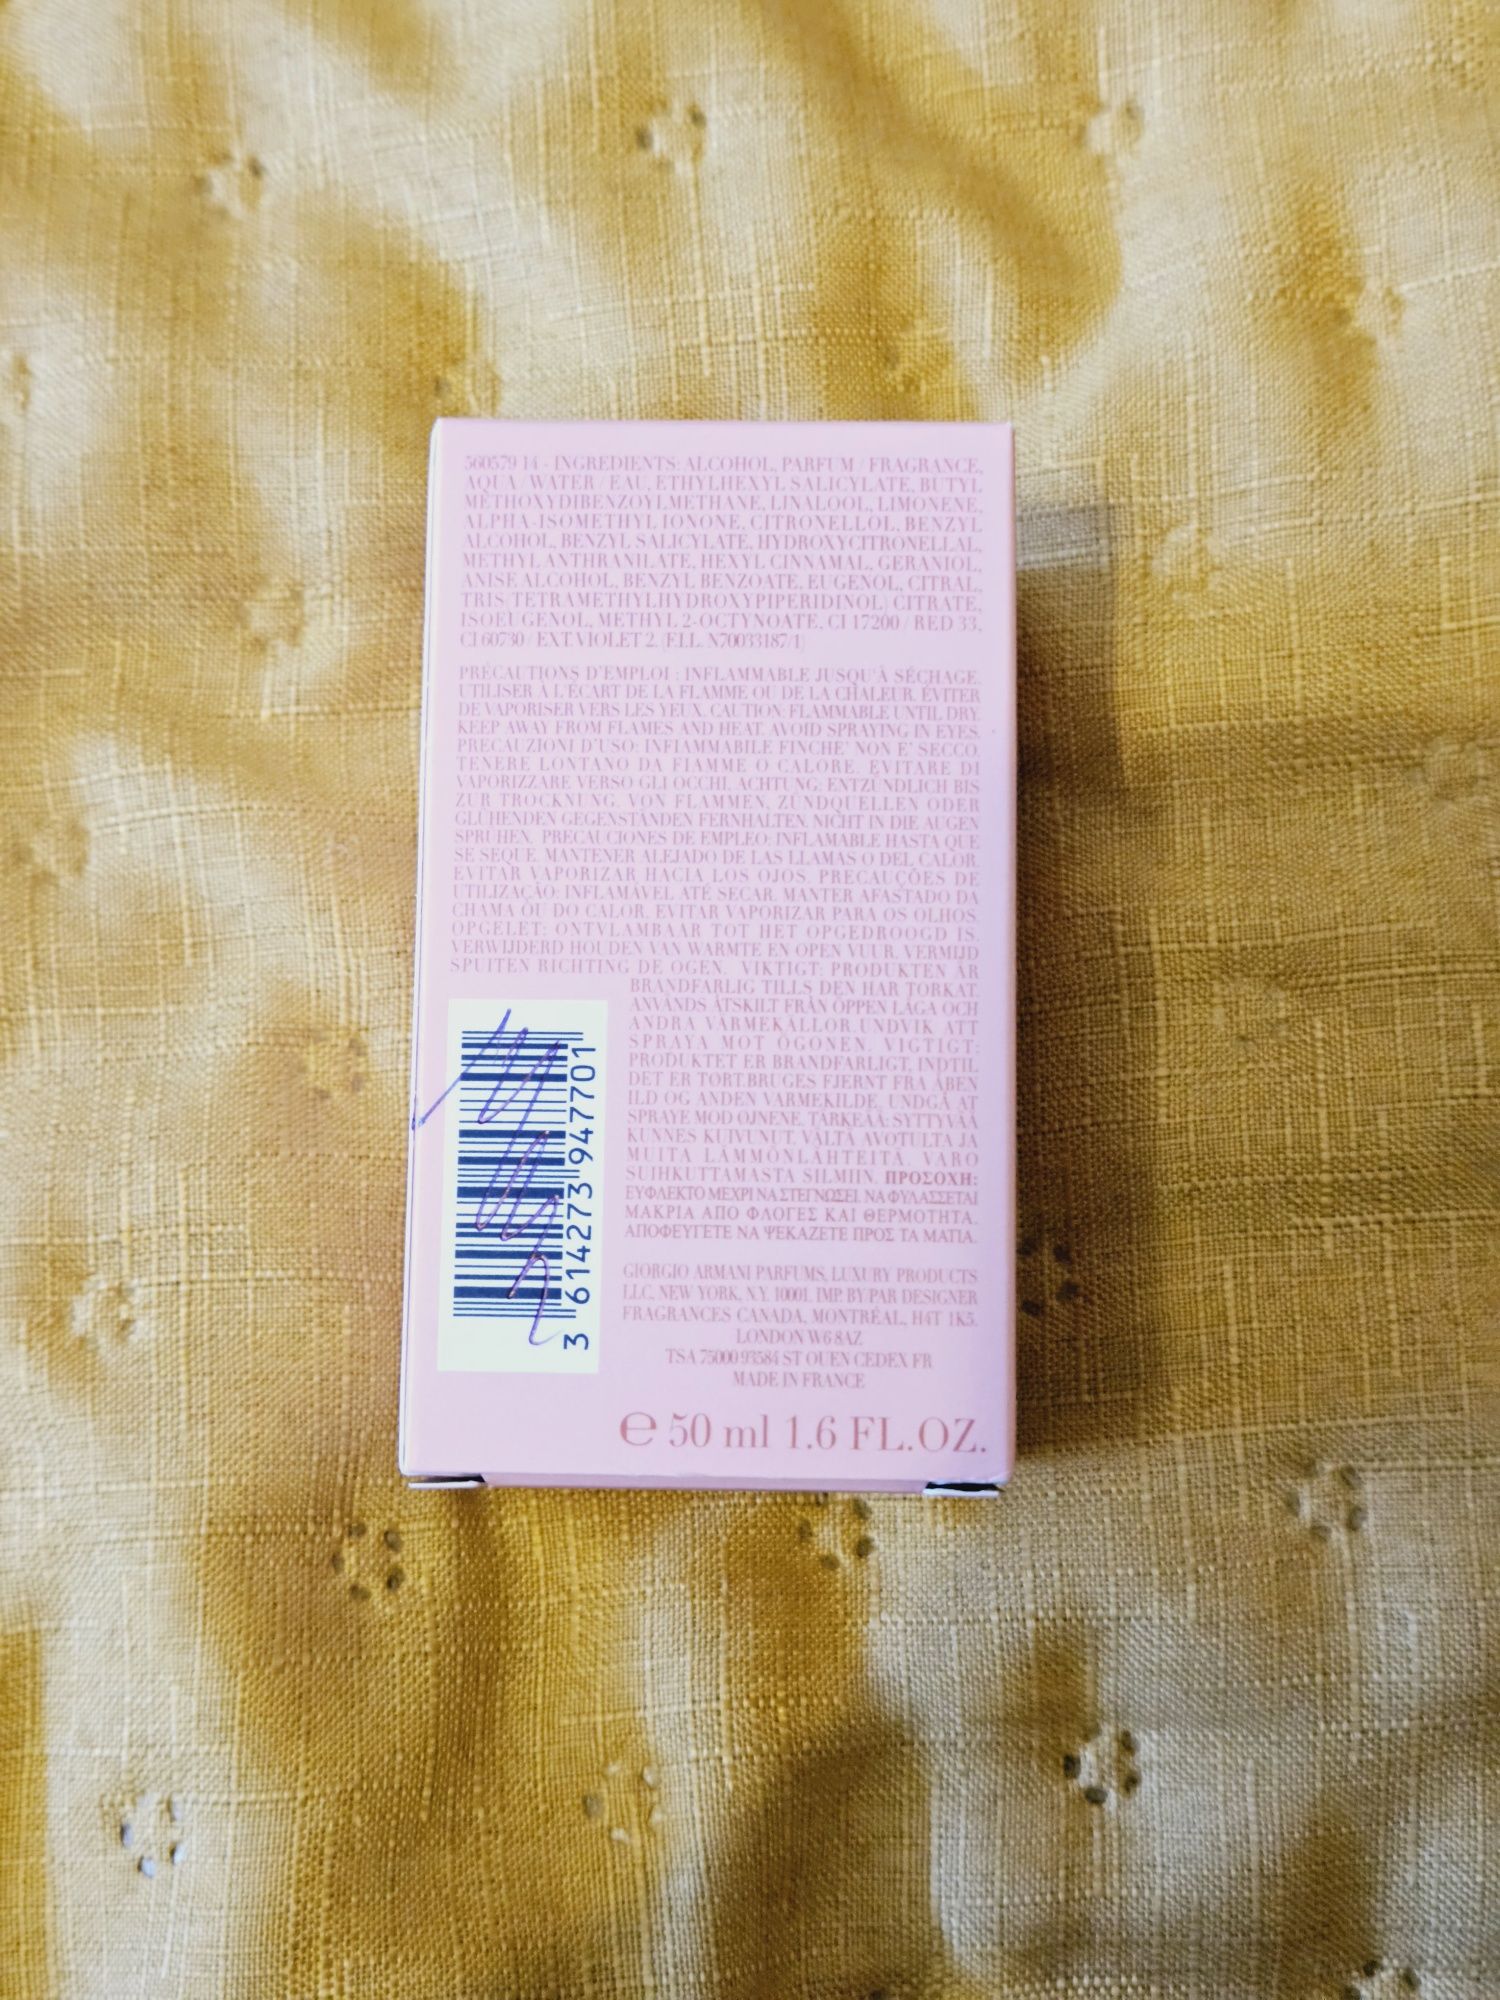 560579 14 - INGREDIENTS: ALCOHOL, PARFUM / FRAGRANCE,
AQUA / WATER / EAU, ETHYLHEXYL SALICYLATE, BUTYL
METHOXYDIBENZOYLMETHANE, LINALOOL, LIMONENE,
ALPHA-ISOMETHYL IONONE, CITRONELLOL, BENZYL
ALCOHOL, BENZYL SALICYLATE, HYDROXYCITRONELLAL,
METHYL ANTHRANILATE, HEXYL CINNAMAL, GERANIOL,
ANISE ALCOHOL, BENZYL BENZOATE, EUGENOL, CITRAL,
TRIS(TETRAMETHYLHYDROXYPIPERIDINOL) CITRATE,
ISOEUGENOL, METHYL 2-OCTYNOATE, CI 17200 / RED 33,
CI 60730 / EXT. VIOLET 2. (F.I.L. N70033187/1)
PRÉCAUTIONS D'EMPLOI : INFLAMMABLE JUSQU'À SÉCHAGE.
UTILISER À L'ÉCART DE LA FLAMME OU DE LA CHALEUR. ÉVITER
DE VAPORISER VERS LES YEUX. CAUTION: FLAMMABLE UNTIL DRY.
KEEP AWAY FROM FLAMES AND HEAT. AVOID SPRAYING IN EYES.
PRECAUZIONI D'USO: INFIAMMABILE FINCHE' NON E' SECCO.
TENERE LONTANO DA FIAMME O CALORE. EVITARE DI
VAPORIZZARE VERSO GLI OCCHI. ACHTUNG: ENTZÜNDLICH BIS
ZUR TROCKNUNG. VON FLAMMEN, ZÜNDQUELLEN ODER
GLÜHENDEN GEGENSTÄNDEN FERNHALTEN. NICHT IN DIE AUGEN
SPRÜHEN. PRECAUCIONES DE EMPLEO: INFLAMABLE HASTA QUE
SE SEQUE. MANTENER ALEJADO DE LAS LLAMAS O DEL CALOR.
EVITAR VAPORIZAR HACIA LOS OJOS. PRECAUÇÕES DE
UTILIZAÇÃO: INFLAMÁVEL ATÉ SECAR. MANTER AFASTADO DA
CHAMA OU DO CALOR. EVITAR VAPORIZAR PARA OS OLHOS.
OPGELET: ONTVLAMBAAR TOT HET OPGEDROOGD IS.
VERWIJDERD HOUDEN VAN WARMTE EN OPEN VUUR. VERMIJD
SPUITEN RICHTING DE OGEN. VIKTIGT: PRODUKTEN ÄR
BRANDFARLIG TILLS DEN HAR TORKAT.
ANVÄNDS ÅTSKILT FRÅN ÖPPEN LÅGA OCH
ANDRA VÄRMEKÄLLOR. UNDVIK ATT
SPRAYA MOT ÖGONEN. VIGTIGT:
PRODUKTET ER BRANDFARLIGT, INDTIL
DET ER TØRT. BRUGES FJERNT FRA ÅBEN
ILD OG ANDEN VARMEKILDE. UNDGÅ AT
SPRAYE MOD ØJNENE. TÄRKEÄÄ: SYTTYVÄÄ
KUNNES KUIVUNUT. VÄLTÄ AVOTULTA JA
MUITA LÄMMÖNLÄHTEITÄ. VARO
SUIHKUTTAMASTA SILMIIN. ΠΡΟΣΟΧΗ:
ΕΥΦΛΕΚΤΟ ΜΕΧΡΙ ΝΑ ΣΤΕΓΝΩΣΕΙ. ΝΑ ΦΥΛΑΣΣΕΤΑΙ
ΜΑΚΡΙΑ ΑΠΟ ΦΛΟΓΕΣ ΚΑΙ ΘΕΡΜΟΤΗΤΑ.
ΑΠΟΦΕΥΓΕΤΕ ΝΑ ΨΕΚΑΖΕΤΕ ΠΡΟΣ ΤΑ ΜΑΤΙΑ.
3 614273 947701
GIORGIO ARMANI PARFUMS, LUXURY PRODUCTS
LLC, NEW YORK, N.Y. 10001. IMP. BY/PAR DESIGNER
FRAGRANCES CANADA, MONTRÉAL, H4T 1K5.
LONDON W6 8AZ
TSA 75000 93584 ST OUEN CEDEX FR
MADE IN FRANCE
℮ 50 ml 1.6 FL.OZ.